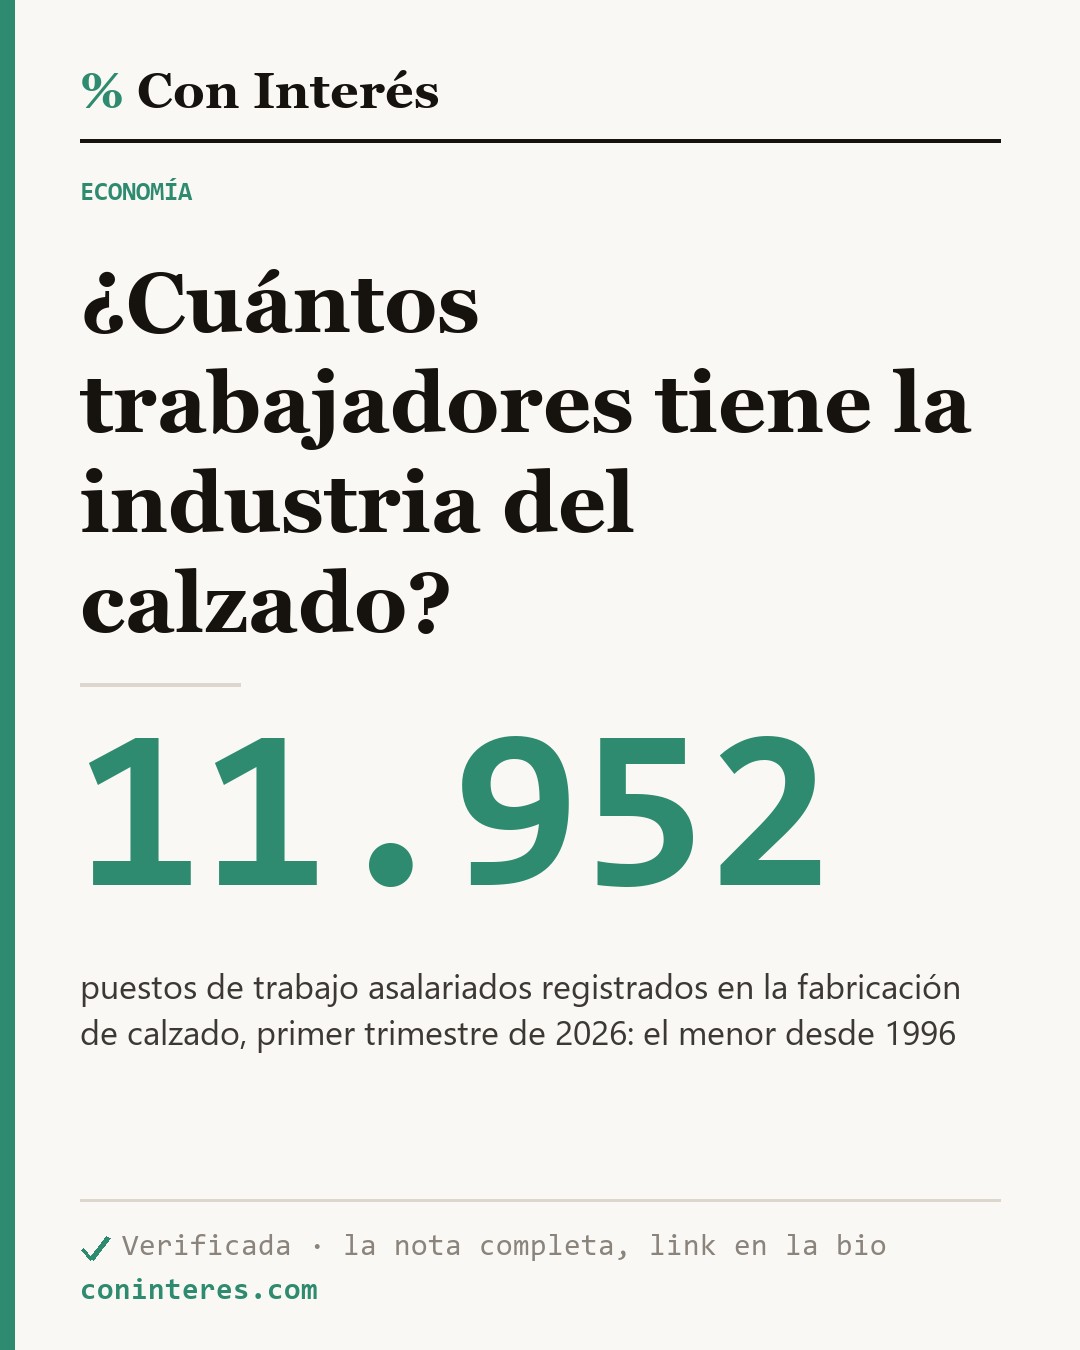 % Con Interés
ECONOMÍA
¿Cuántos
trabajadores tiene la
industria del
calzado?
11.952
puestos de trabajo asalariados registrados en la fabricación
de calzado, primer trimestre de 2026: el menor desde 1996
✓ Verificada · la nota completa, link en la bio
coninteres.com